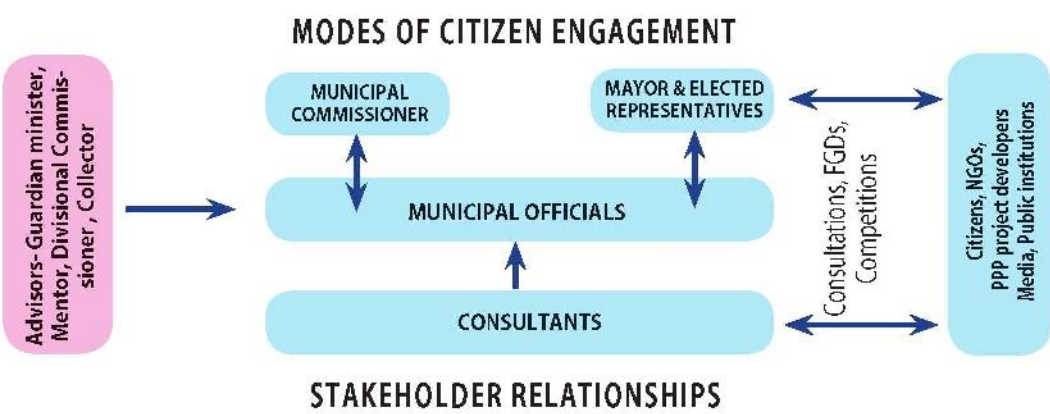 MODES OF CITIZEN ENGAGEMENT
Advisors- Guardian minister,
Mentor, Divisional Commis-
sioner , Collector
MUNICIPAL
COMMISSIONER
MAYOR & ELECTED
REPRESENTATIVES
MUNICIPAL OFFICIALS
CONSULTANTS
Consultations, FGDs,
Competitions
Citizens, NGOs,
PPP project developers
Media, Public institutions
STAKEHOLDER RELATIONSHIPS